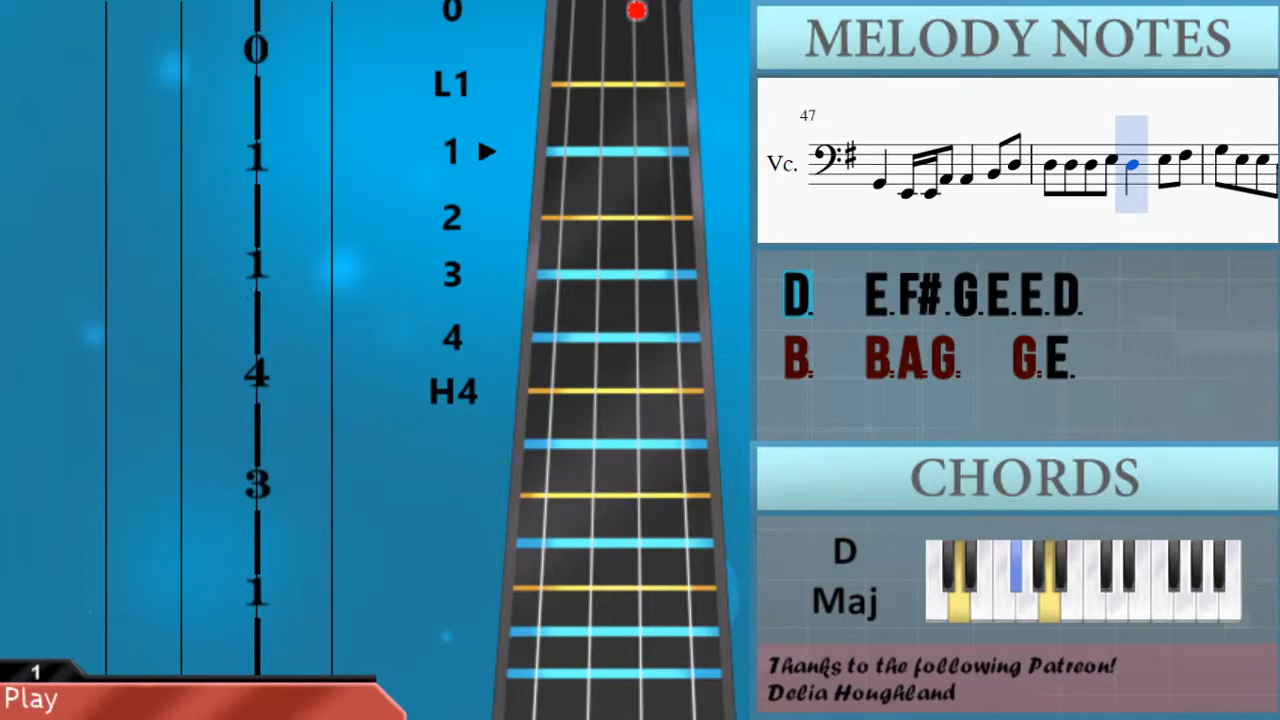 0
1
1
4
3
1
1
Play
0
L1
1
2
3
4
H4
MELODY NOTES
47
Vc.
D. E.F#.G.E.E.D.
B. B.A.G. G.E.
CHORDS
D
Maj
Thanks to the following Patreon!
Delia Houghland